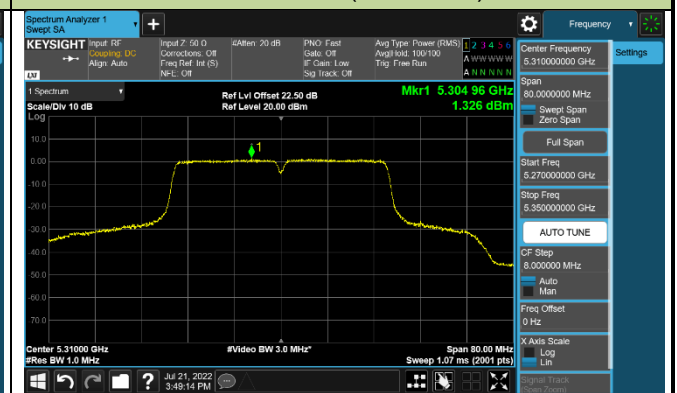 Spectrum Analyzer 1
Swept SA
Frequency
KEYSIGHT
Input: RF
Coupling: DC
Align: Auto
Input Z: 50 Ω
Corrections: Off
Freq Ref: Int (S)
NFE: Off
#Atten: 20 dB
PNO: Fast
Gate: Off
IF Gain: Low
Sig Track: Off
Avg Type: Power (RMS)
Avg|Hold: 100/100
Trig: Free Run
1 2 3 4 5 6
A W W W W W
A N N N N N
LXI
1 Spectrum
Scale/Div 10 dB
Log
Ref Lvl Offset 22.50 dB
Ref Level 20.00 dBm
Mkr1 5.304 96 GHz
1.326 dBm
1
10.0
0.00
-10.0
-20.0
-30.0
-40.0
-50.0
-60.0
-70.0
Center 5.31000 GHz
#Res BW 1.0 MHz
#Video BW 3.0 MHz*
Span 80.00 MHz
Sweep 1.07 ms (2001 pts)
Jul 21, 2022
3:49:14 PM
?
Center Frequency
5.310000000 GHz
Settings
Span
80.0000000 MHz
Swept Span
Zero Span
Full Span
Start Freq
5.270000000 GHz
Stop Freq
5.350000000 GHz
AUTO TUNE
CF Step
8.000000 MHz
Auto
Man
Freq Offset
0 Hz
X Axis Scale
Log
Lin
Signal Track
(Span Zoom)